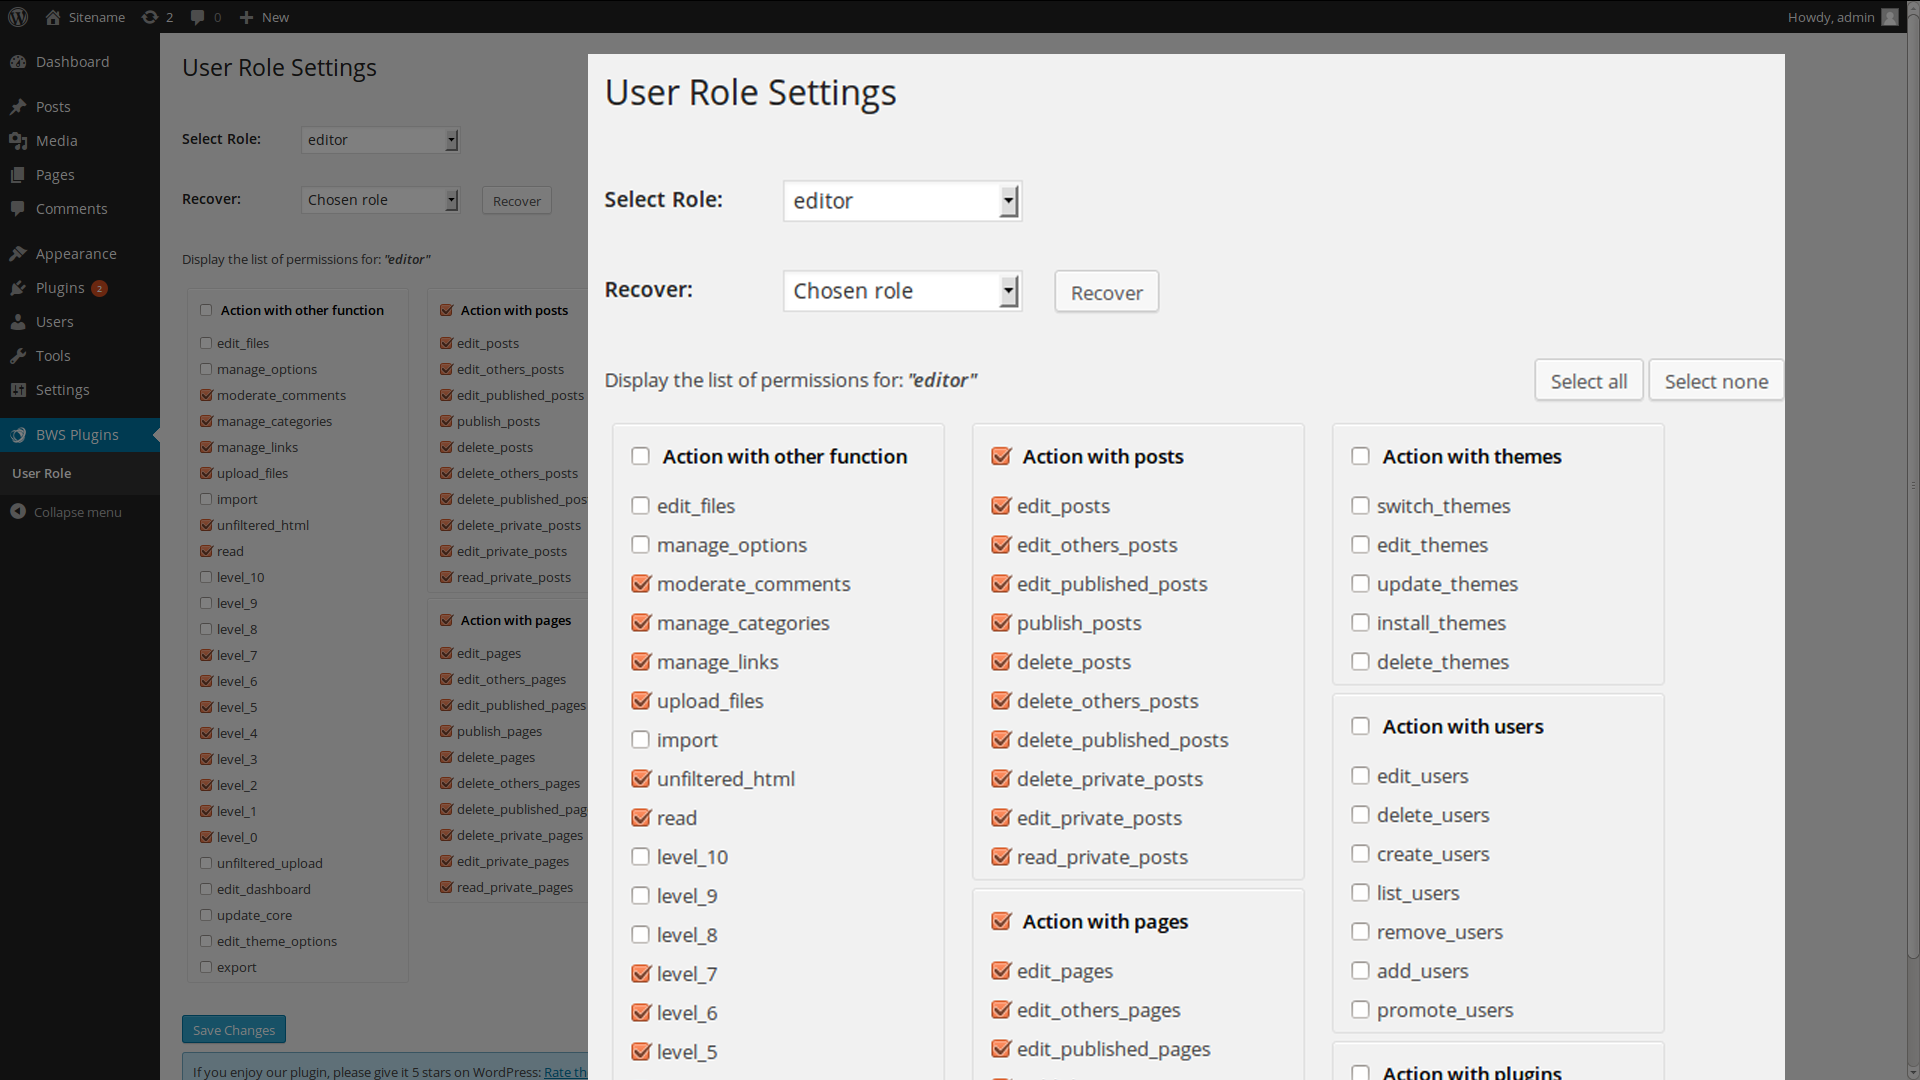 Sitename
2
0
New
Howdy, admin
Dashboard
Posts
Media
Pages
Comments
Appearance
Plugins 2
Users
Tools
Settings
BWS Plugins
User Role
Collapse menu
User Role Settings
Select Role:
editor
Recover:
Chosen role
Recover
Display the list of permissions for: "editor"
Action with other function
edit_files
manage_options
moderate_comments
manage_categories
manage_links
upload_files
import
unfiltered_html
read
level_10
level_9
level_8
level_7
level_6
level_5
level_4
level_3
level_2
level_1
level_0
unfiltered_upload
edit_dashboard
update_core
edit_theme_options
export
Action with posts
edit_posts
edit_others_posts
edit_published_posts
publish_posts
delete_posts
delete_others_posts
delete_published_pos
delete_private_posts
edit_private_posts
read_private_posts
Action with pages
edit_pages
edit_others_pages
edit_published_pages
publish_pages
delete_pages
delete_others_pages
delete_published_pag
delete_private_pages
edit_private_pages
read_private_pages
Save Changes
If you enjoy our plugin, please give it 5 stars on WordPress: Rate th
User Role Settings
Select Role:
editor
Recover:
Chosen role
Recover
Display the list of permissions for: "editor"
Select all
Select none
Action with other function
edit_files
manage_options
moderate_comments
manage_categories
manage_links
upload_files
import
unfiltered_html
read
level_10
level_9
level_8
level_7
level_6
level_5
Action with posts
edit_posts
edit_others_posts
edit_published_posts
publish_posts
delete_posts
delete_others_posts
delete_published_posts
delete_private_posts
edit_private_posts
read_private_posts
Action with pages
edit_pages
edit_others_pages
edit_published_pages
Action with themes
switch_themes
edit_themes
update_themes
install_themes
delete_themes
Action with users
edit_users
delete_users
create_users
list_users
remove_users
add_users
promote_users
Action with plugins